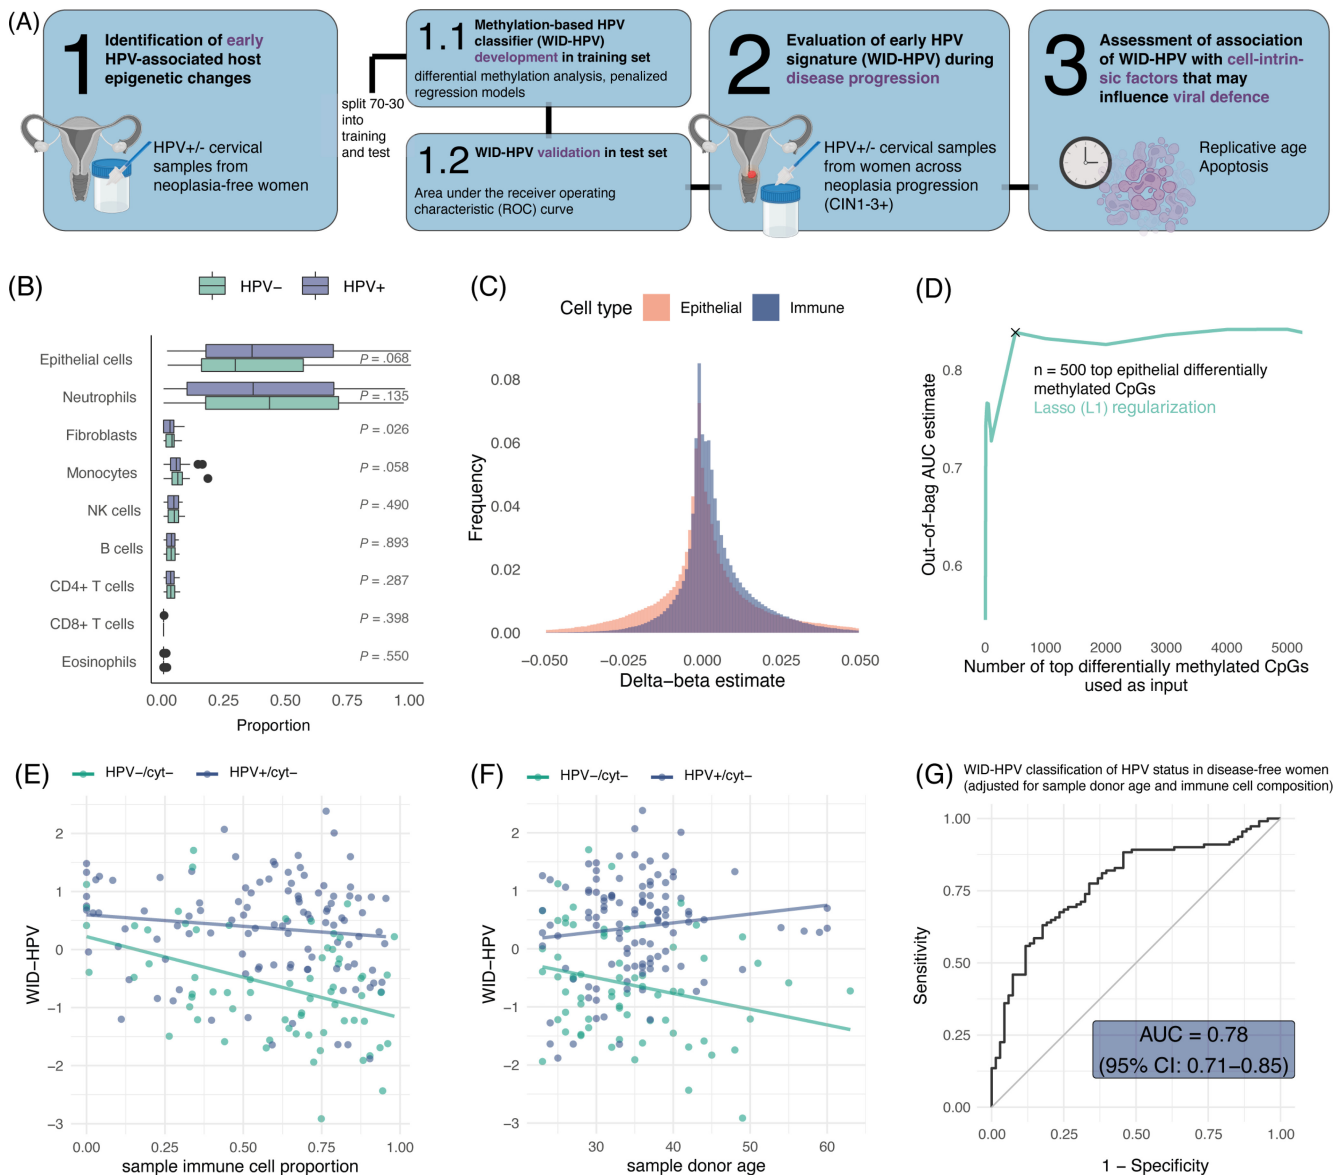 (A)
1
Identification of early
HPV-associated host
epigenetic changes
HPV+/- cervical
samples from
neoplasia-free women
split 70-30
into
training
and test
1.1
Methylation-based HPV
classifier (WID-HPV)
development in training set
differential methylation analysis, penalized
regression models
1.2
WID-HPV validation in test set
Area under the receiver operating
characteristic (ROC) curve
2
Evaluation of early HPV
signature (WID-HPV) during
disease progression
HPV+/- cervical samples
from women across
neoplasia progression
(CIN1-3+)
3
Assessment of association
of WID-HPV with cell-intrin-
sic factors that may
influence viral defence
Replicative age
Apoptosis
(B)
HPV− HPV+
Epithelial cells P = .068
Neutrophils P = .135
Fibroblasts P = .026
Monocytes P = .058
NK cells P = .490
B cells P = .893
CD4+ T cells P = .287
CD8+ T cells P = .398
Eosinophils P = .550
0.00 0.25 0.50 0.75 1.00
Proportion
(C)
Cell type Epithelial Immune
Frequency
0.08
0.06
0.04
0.02
0.00
−0.050 −0.025 0.000 0.025 0.050
Delta−beta estimate
(D)
Out−of−bag AUC estimate
0.8
0.7
0.6
n = 500 top epithelial differentially
methylated CpGs
Lasso (L1) regularization
0 1000 2000 3000 4000 5000
Number of top differentially methylated CpGs
used as input
(E)
HPV−/cyt− HPV+/cyt−
WID−HPV
2
1
0
−1
−2
−3
0.00 0.25 0.50 0.75 1.00
sample immune cell proportion
(F)
HPV−/cyt− HPV+/cyt−
WID−HPV
2
1
0
−1
−2
−3
30 40 50 60
sample donor age
(G)
WID−HPV classification of HPV status in disease−free women
(adjusted for sample donor age and immune cell composition)
Sensitivity
1.00
0.75
0.50
0.25
0.00
AUC = 0.78
(95% CI: 0.71−0.85)
0.00 0.25 0.50 0.75 1.00
1 − Specificity